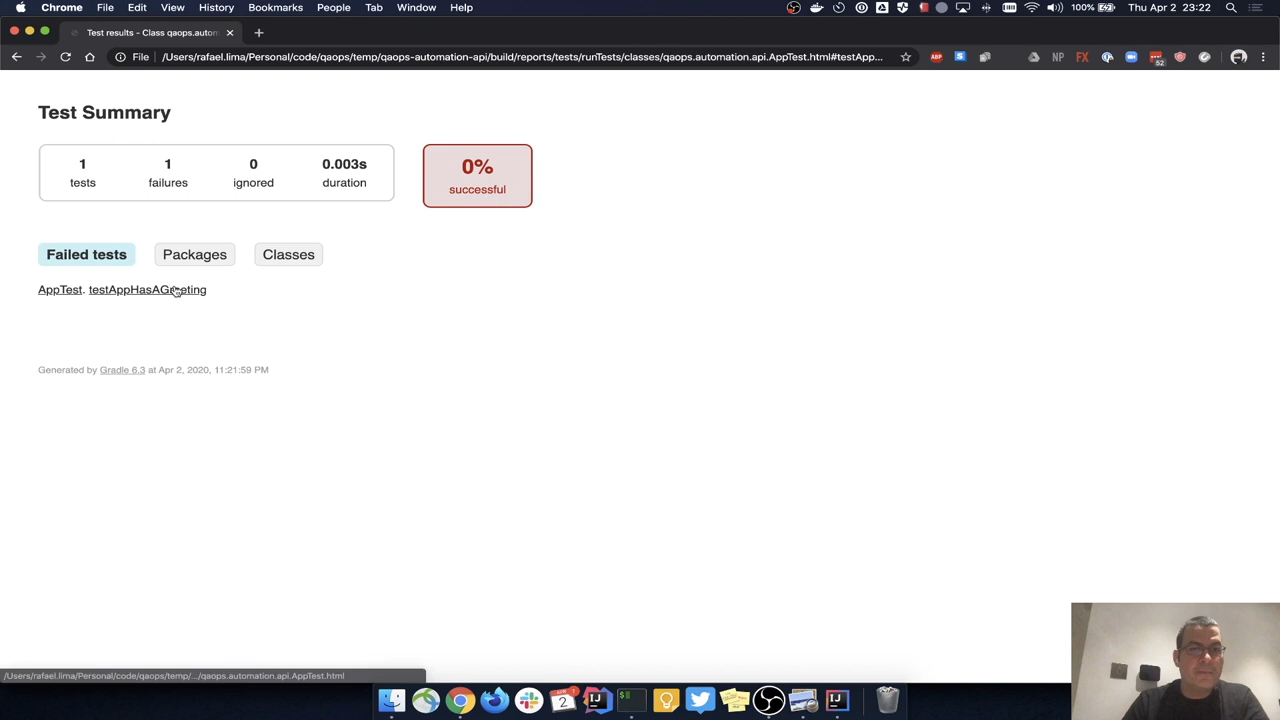 Chrome File Edit View History Bookmarks People Tab Window Help 100% Thu Apr 2 23:22
Test results - Class qaops.autom
File /Users/rafael.lima/Personal/code/qaops/temp/qaops-automation-api/build/reports/tests/runTests/classes/qaops.automation.api.AppTest.html#testApp... ABP S NP FX 52
Test Summary
1 1 0 0.003s
tests failures ignored duration
0%
successful
Failed tests Packages Classes
AppTest. testAppHasAGreeting
Generated by Gradle 6.3 at Apr 2, 2020, 11:21:59 PM
/Users/rafael.lima/Personal/code/qaops/temp/.../qaops.automation.api.AppTest.html